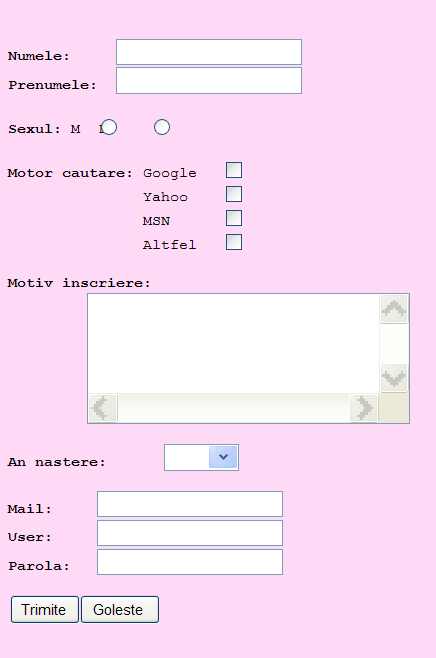 Numele:
Prenumele:
Sexul: M
Motor cautare: Google
Yahoo
MSN
Altfel
Motiv inscriere:
An nastere:
Mail:
User:
Parola:
Trimite Goleste